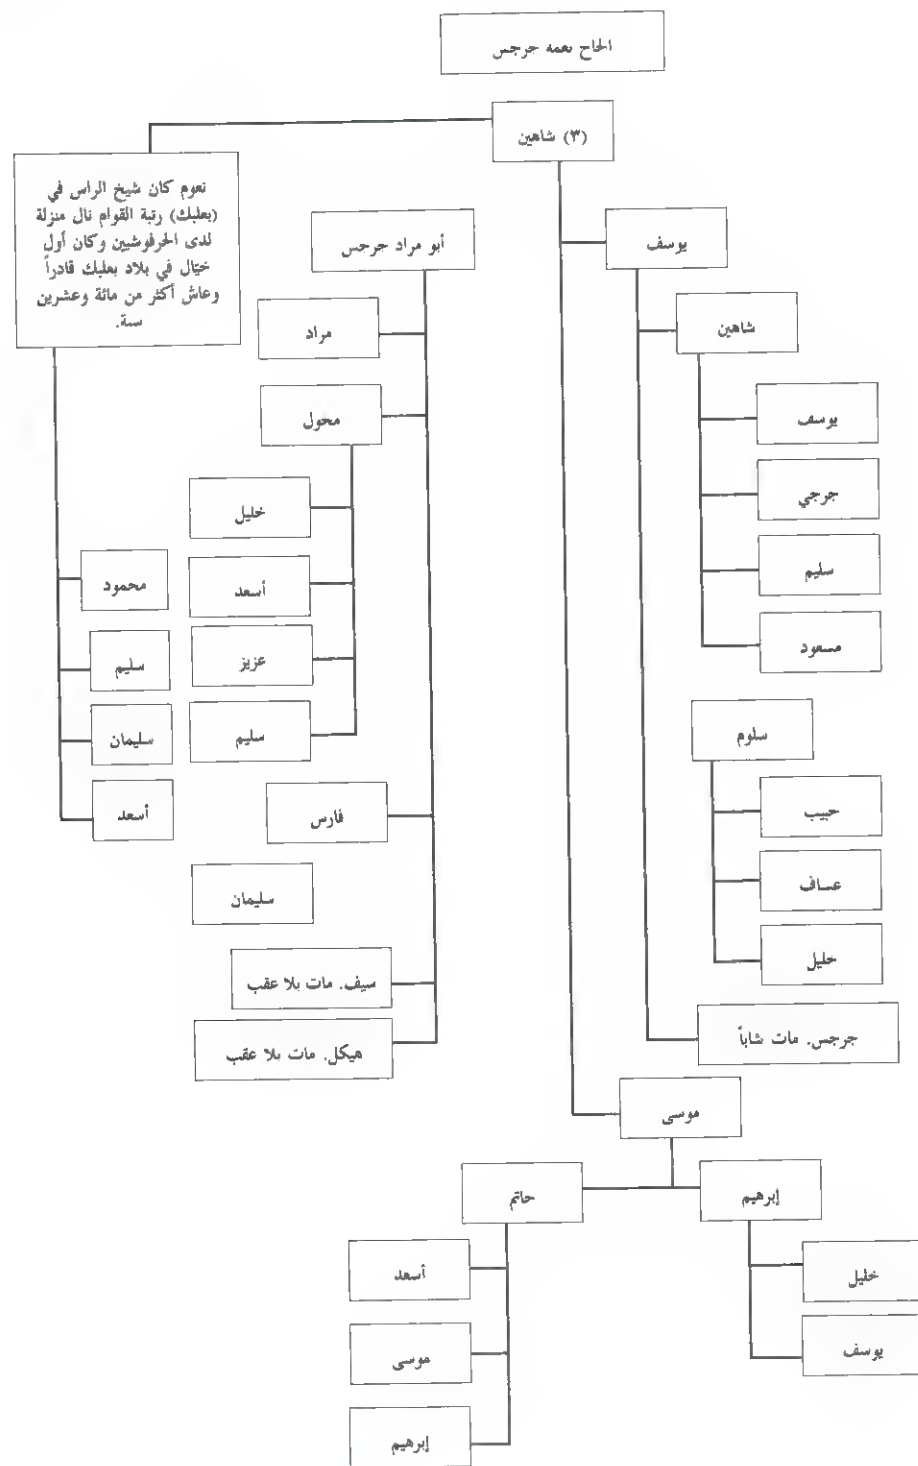 الحاج نعمه جرجس
(٣) شاهين
نعوم كان شيخ الراس في
(بعلبك) رتبة القوام نال منزلة
لدى الحرفوشيين وكان أول
خيّال في بلاد بعلبك قادراً
وعاش أكثر من مائة وعشرين
سنة.
يوسف
أبو مراد جرجس
شاهين
مراد
يوسف
محول
جرجي
خليل
سليم
أسعد
محمود
مسعود
عزيز
سليم
سلوم
سليم
سليمان
حبيب
فارس
أسعد
عساف
سليمان
خليل
سيف. مات بلا عقب
جرجس. مات شاباً
هيكل. مات بلا عقب
موسى
إبرهيم
حاتم
خليل
أسعد
يوسف
موسى
إبرهيم